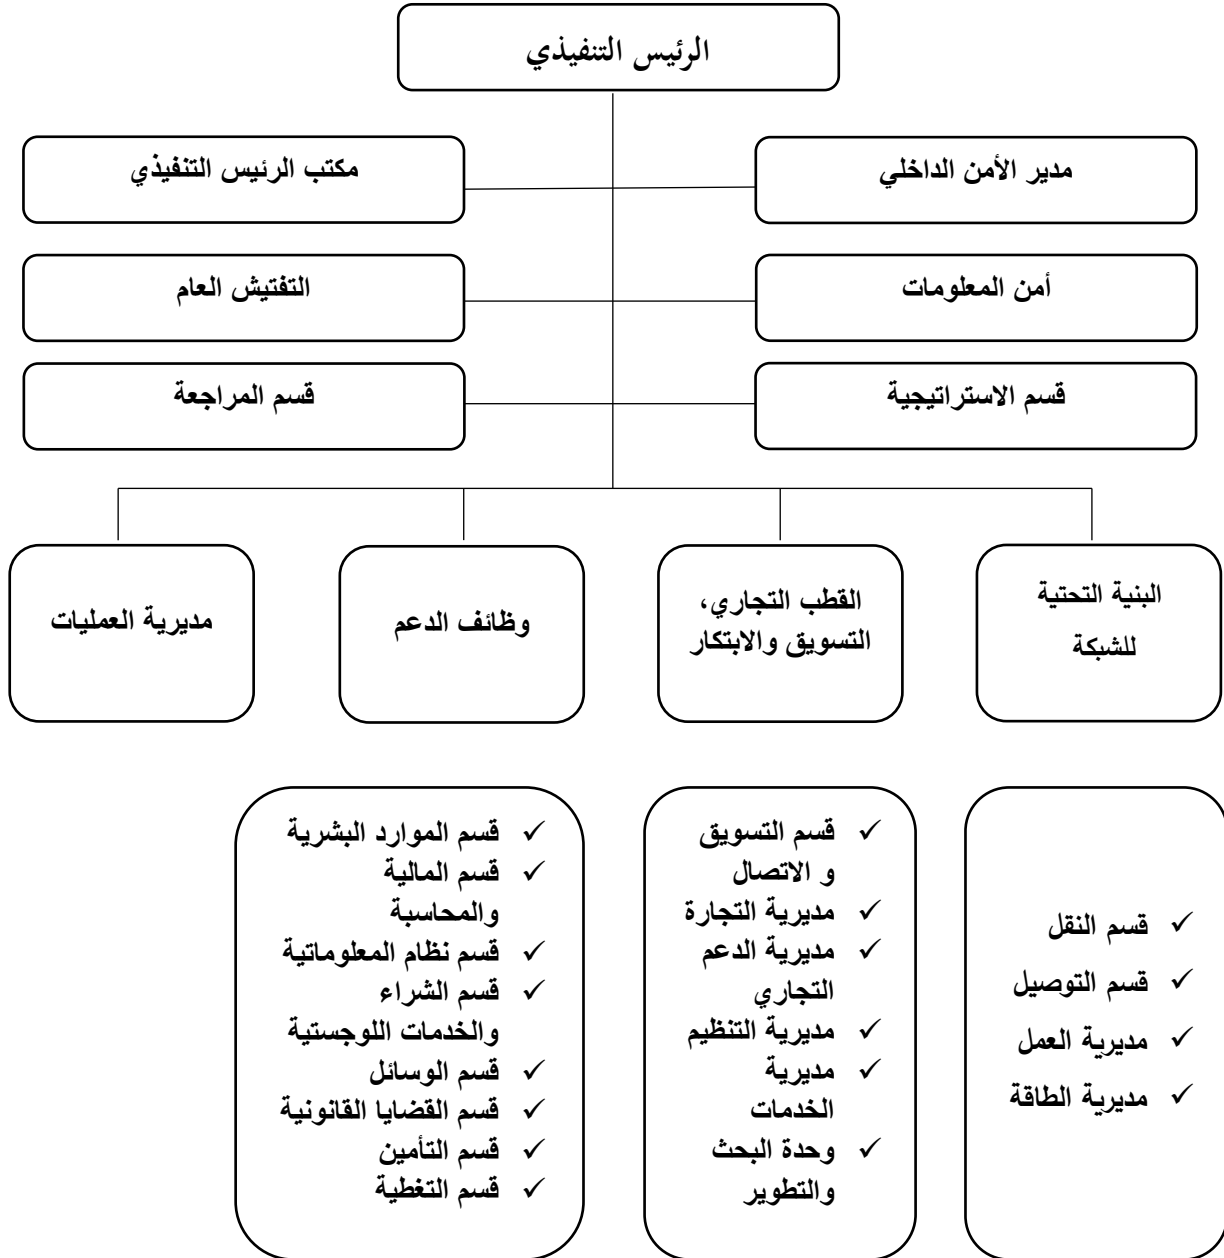 الرئيس التنفيذي
مدير الأمن الداخلي
مكتب الرئيس التنفيذي
أمن المعلومات
التفتيش العام
قسم الاستراتيجية
قسم المراجعة
البنية التحتية
للشبكة
القطب التجاري،
التسويق والابتكار
وظائف الدعم
مديرية العمليات
✓ قسم النقل
✓ قسم التوصيل
✓ مديرية العمل
✓ مديرية الطاقة
✓ قسم التسويق
و الاتصال
✓ مديرية التجارة
✓ مديرية الدعم
التجاري
✓ مديرية التنظيم
✓ مديرية
الخدمات
✓ وحدة البحث
والتطوير
✓ قسم الموارد البشرية
✓ قسم المالية
والمحاسبة
✓ قسم نظام المعلوماتية
✓ قسم الشراء
والخدمات اللوجستية
✓ قسم الوسائل
✓ قسم القضايا القانونية
✓ قسم التأمين
✓ قسم التغطية